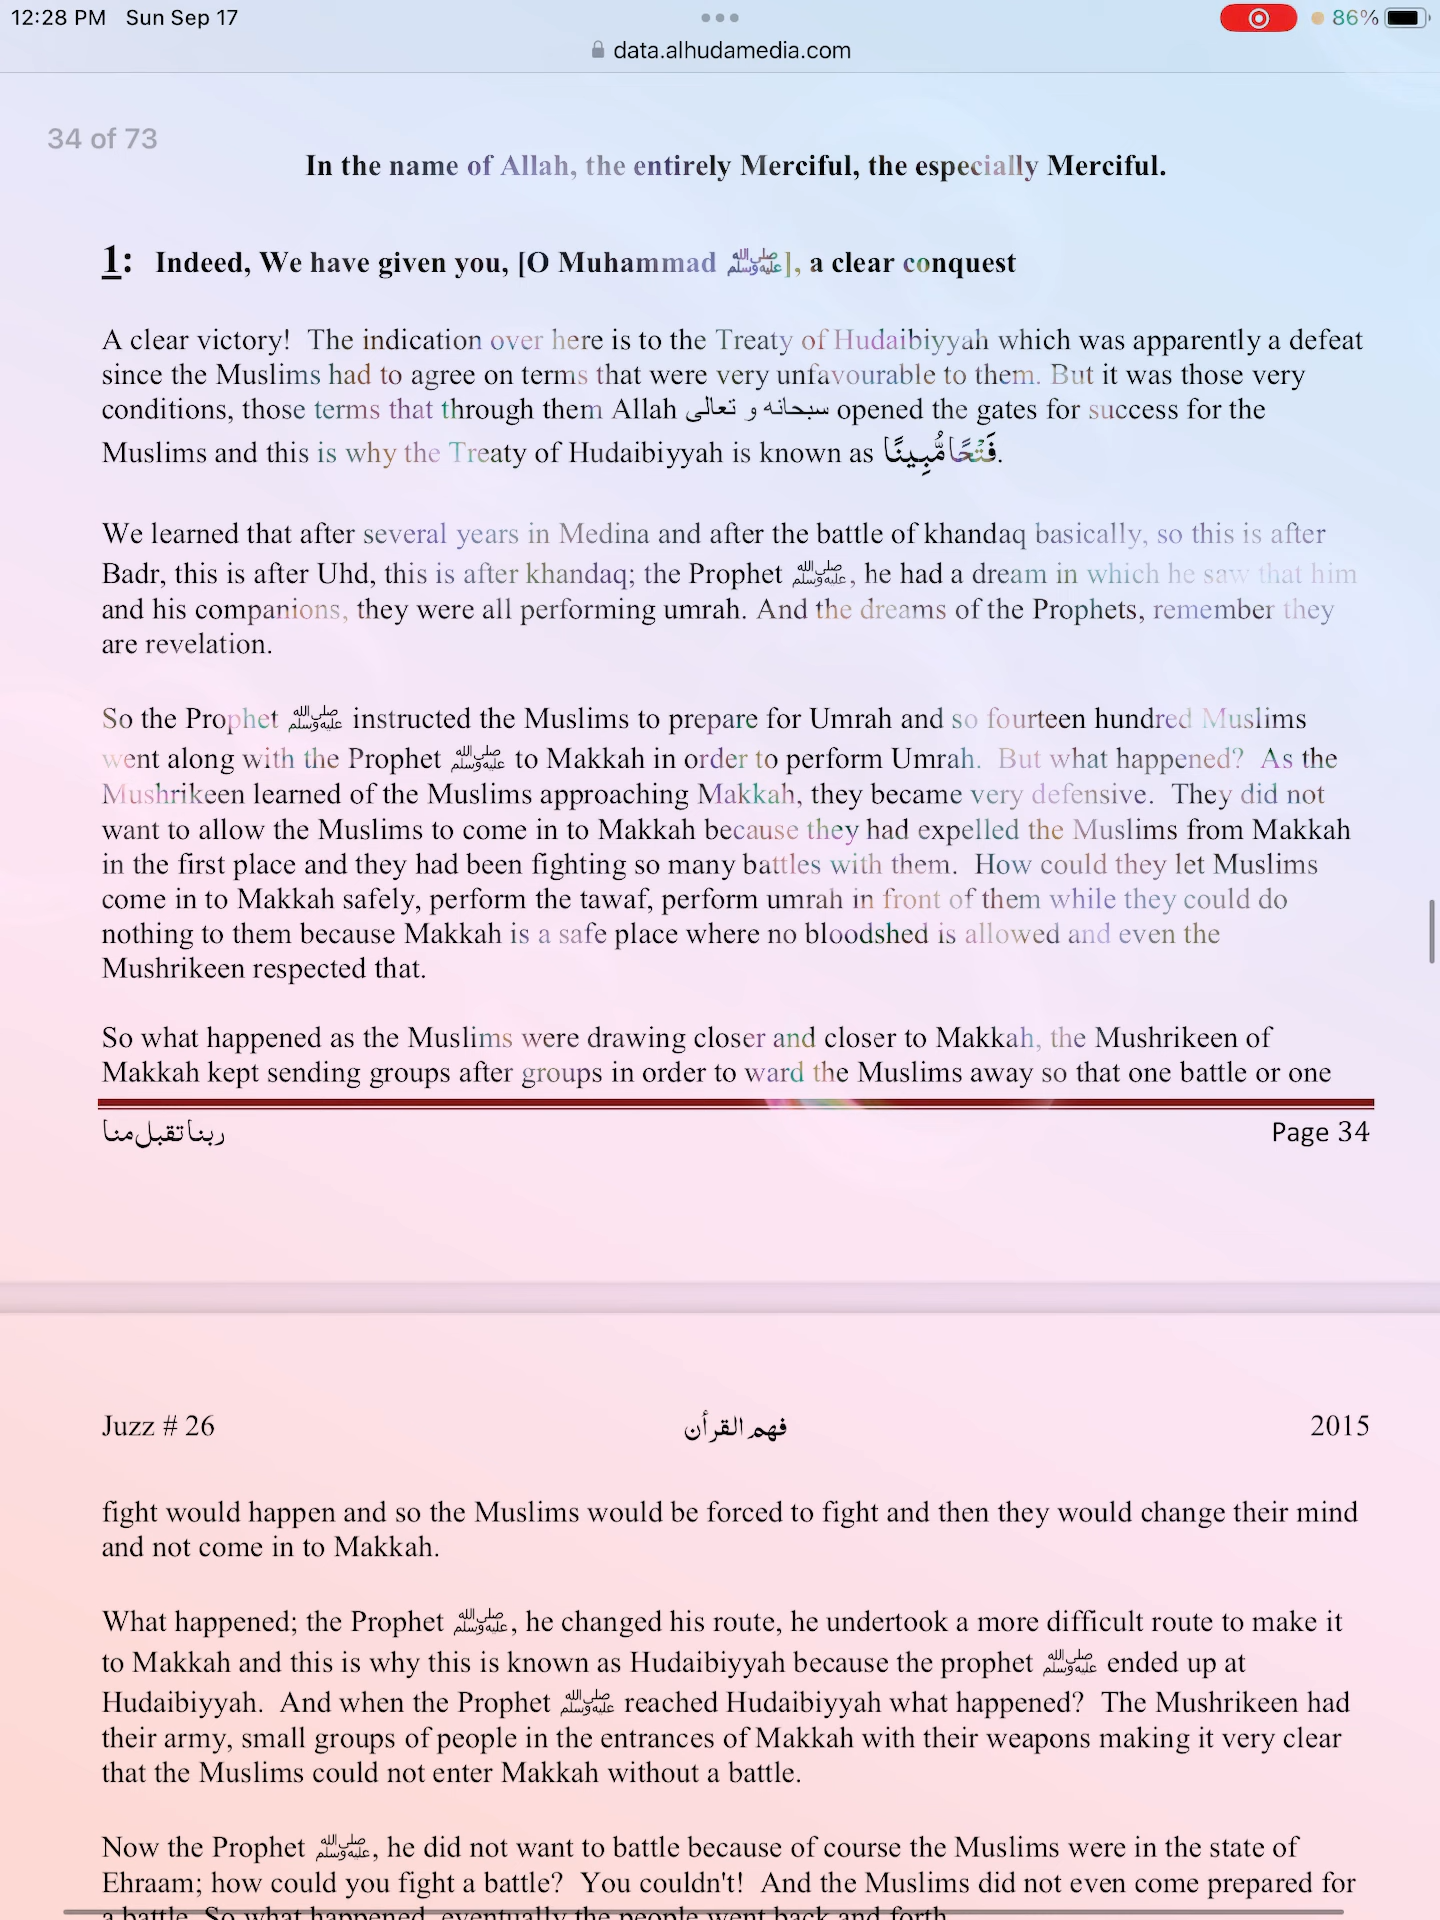 12:28 PM Sun Sep 17
86%
data.alhudamedia.com
34 of 73
In the name of Allah, the entirely Merciful, the especially Merciful.
1: Indeed, We have given you, [O Muhammad ﷺ], a clear conquest
A clear victory! The indication over here is to the Treaty of Hudaibiyyah which was apparently a defeat
since the Muslims had to agree on terms that were very unfavourable to them. But it was those very
conditions, those terms that through them Allah سبحانه و تعالى opened the gates for success for the
Muslims and this is why the Treaty of Hudaibiyyah is known as فَتْحًا مُّبِينًا.
We learned that after several years in Medina and after the battle of khandaq basically, so this is after
Badr, this is after Uhd, this is after khandaq; the Prophet ﷺ, he had a dream in which he saw that him
and his companions, they were all performing umrah. And the dreams of the Prophets, remember they
are revelation.
So the Prophet ﷺ instructed the Muslims to prepare for Umrah and so fourteen hundred Muslims
went along with the Prophet ﷺ to Makkah in order to perform Umrah. But what happened? As the
Mushrikeen learned of the Muslims approaching Makkah, they became very defensive. They did not
want to allow the Muslims to come in to Makkah because they had expelled the Muslims from Makkah
in the first place and they had been fighting so many battles with them. How could they let Muslims
come in to Makkah safely, perform the tawaf, perform umrah in front of them while they could do
nothing to them because Makkah is a safe place where no bloodshed is allowed and even the
Mushrikeen respected that.
So what happened as the Muslims were drawing closer and closer to Makkah, the Mushrikeen of
Makkah kept sending groups after groups in order to ward the Muslims away so that one battle or one
ربنا تقبل منا Page 34
Juzz # 26 فهم القرأن 2015
fight would happen and so the Muslims would be forced to fight and then they would change their mind
and not come in to Makkah.
What happened; the Prophet ﷺ, he changed his route, he undertook a more difficult route to make it
to Makkah and this is why this is known as Hudaibiyyah because the prophet ﷺ ended up at
Hudaibiyyah. And when the Prophet ﷺ reached Hudaibiyyah what happened? The Mushrikeen had
their army, small groups of people in the entrances of Makkah with their weapons making it very clear
that the Muslims could not enter Makkah without a battle.
Now the Prophet ﷺ, he did not want to battle because of course the Muslims were in the state of
Ehraam; how could you fight a battle? You couldn't! And the Muslims did not even come prepared for
a battle. So what happened, eventually the people went back and forth